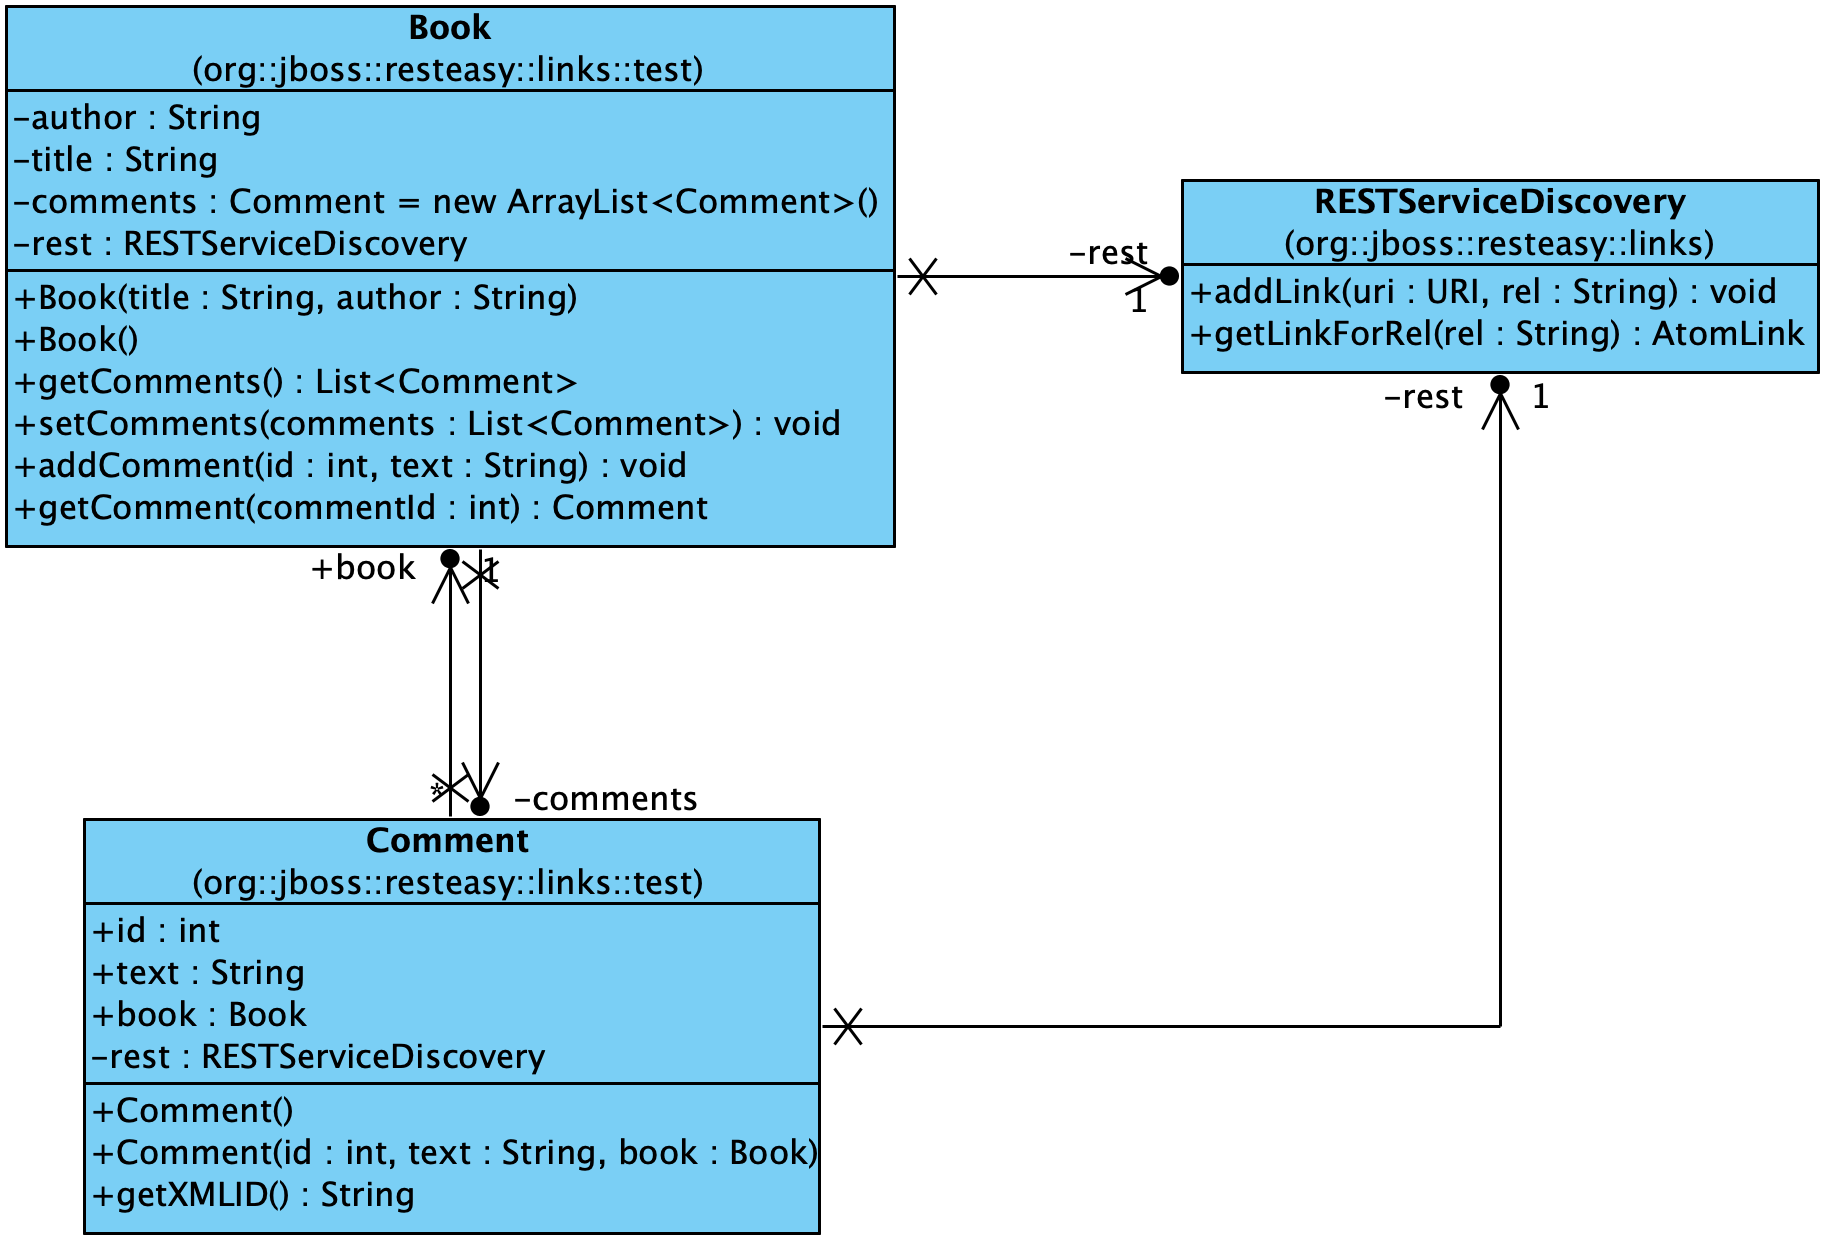 Book
(org::jboss::resteasy::links::test)
-author : String
-title : String
-comments : Comment = new ArrayList<Comment>()
-rest : RESTServiceDiscovery
+Book(title : String, author : String)
+Book()
+getComments() : List<Comment>
+setComments(comments : List<Comment>) : void
+addComment(id : int, text : String) : void
+getComment(commentId : int) : Comment
-rest
1
RESTServiceDiscovery
(org::jboss::resteasy::links)
+addLink(uri : URI, rel : String) : void
+getLinkForRel(rel : String) : AtomLink
-rest 1
+book 1
* -comments
Comment
(org::jboss::resteasy::links::test)
+id : int
+text : String
+book : Book
-rest : RESTServiceDiscovery
+Comment()
+Comment(id : int, text : String, book : Book)
+getXMLID() : String